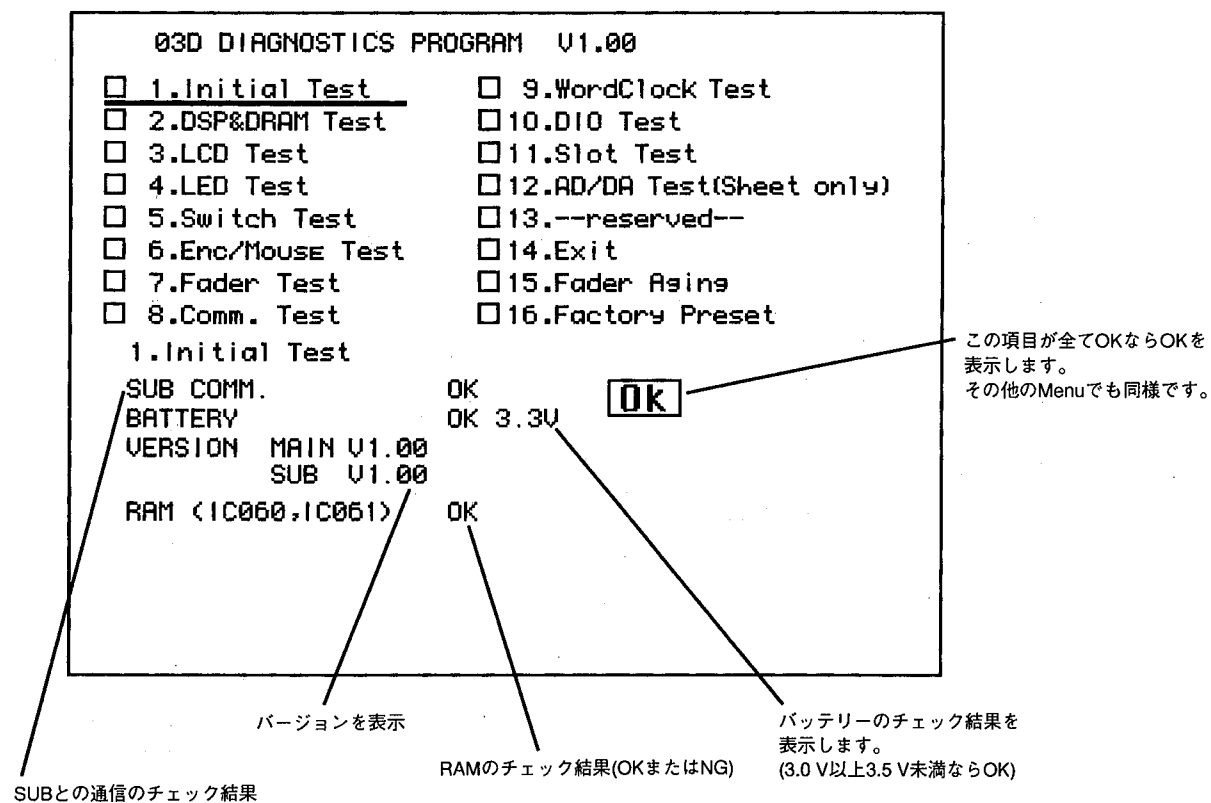 03D DIAGNOSTICS PROGRAM V1.00
□ 1.Initial Test
□ 2.DSP&DRAM Test
□ 3.LCD Test
□ 4.LED Test
□ 5.Switch Test
□ 6.Enc/Mouse Test
□ 7.Fader Test
□ 8.Comm. Test
□ 9.WordClock Test
□10.DIO Test
□11.Slot Test
□12.AD/DA Test(Sheet only)
□13.--reserved--
□14.Exit
□15.Fader Aging
□16.Factory Preset
1.Initial Test
SUB COMM. OK
BATTERY OK 3.3V
VERSION MAIN V1.00
SUB V1.00
RAM (IC060,IC061) OK
Ok
この項目が全てOKならOKを
表示します。
その他のMenuでも同様です。
バージョンを表示
バッテリーのチェック結果を
表示します。
(3.0 V以上3.5 V未満ならOK)
RAMのチェック結果(OKまたはNG)
SUBとの通信のチェック結果